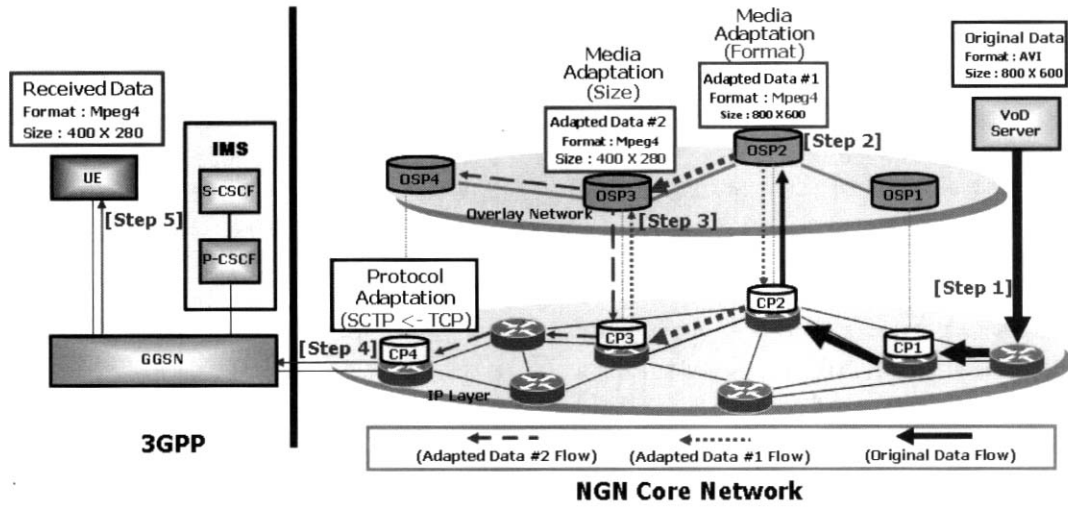 Media
Adaptation
(Format)
Original Data
Format : AVI
Size : 800 X 600
Media
Adaptation
(Size)
Adapted Data #1
Format : Mpeg4
Size : 800 X 600
Received Data
Format : Mpeg4
Size : 400 X 280
Adapted Data #2
Format : Mpeg4
Size : 400 X 280
VoD
Server
IMS
UE
S-CSCF
P-CSCF
[Step 5]
OSP4
OSP3
OSP2
OSP1
[Step 2]
[Step 3]
Overlay Network
Protocol
Adaptation
(SCTP <- TCP)
[Step 1]
CP2
CP3
CP1
CP4
[Step 4]
GGSN
IP Layer
3GPP
(Adapted Data #2 Flow)
(Adapted Data #1 Flow)
(Original Data Flow)
NGN Core Network